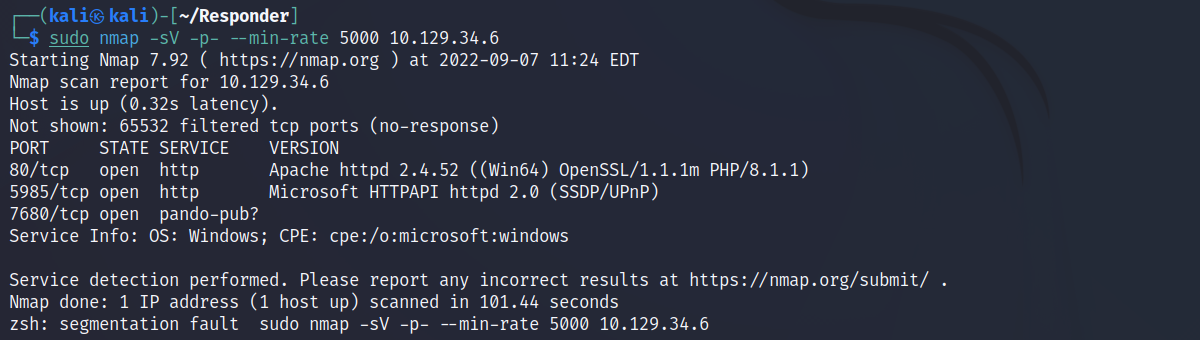 ┌──(kali㉿kali)-[~/Responder]
└─$ sudo nmap -sV -p- --min-rate 5000 10.129.34.6
Starting Nmap 7.92 ( https://nmap.org ) at 2022-09-07 11:24 EDT
Nmap scan report for 10.129.34.6
Host is up (0.32s latency).
Not shown: 65532 filtered tcp ports (no-response)
PORT     STATE SERVICE    VERSION
80/tcp   open  http       Apache httpd 2.4.52 ((Win64) OpenSSL/1.1.1m PHP/8.1.1)
5985/tcp open  http       Microsoft HTTPAPI httpd 2.0 (SSDP/UPnP)
7680/tcp open  pando-pub?
Service Info: OS: Windows; CPE: cpe:/o:microsoft:windows

Service detection performed. Please report any incorrect results at https://nmap.org/submit/ .
Nmap done: 1 IP address (1 host up) scanned in 101.44 seconds
zsh: segmentation fault  sudo nmap -sV -p- --min-rate 5000 10.129.34.6